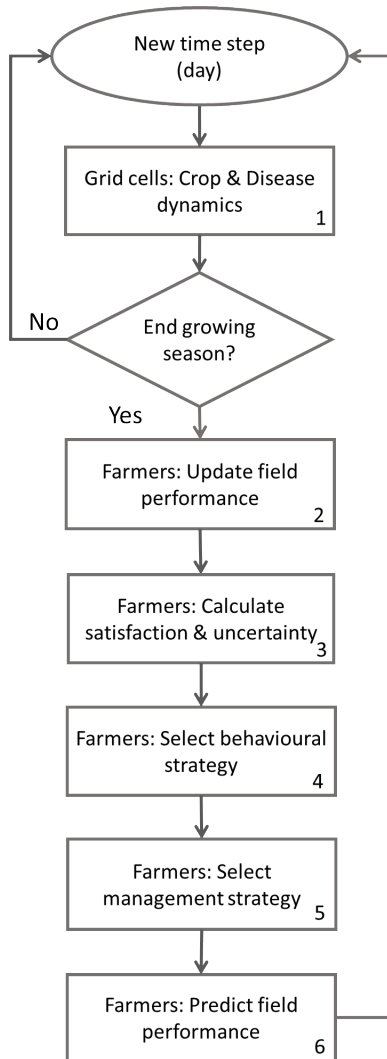 New time step
(day)
Grid cells: Crop & Disease
dynamics
1
End growing
season?
No
Yes
Farmers: Update field
performance
2
Farmers: Calculate
satisfaction & uncertainty
3
Farmers: Select behavioural
strategy
4
Farmers: Select
management strategy
5
Farmers: Predict field
performance
6